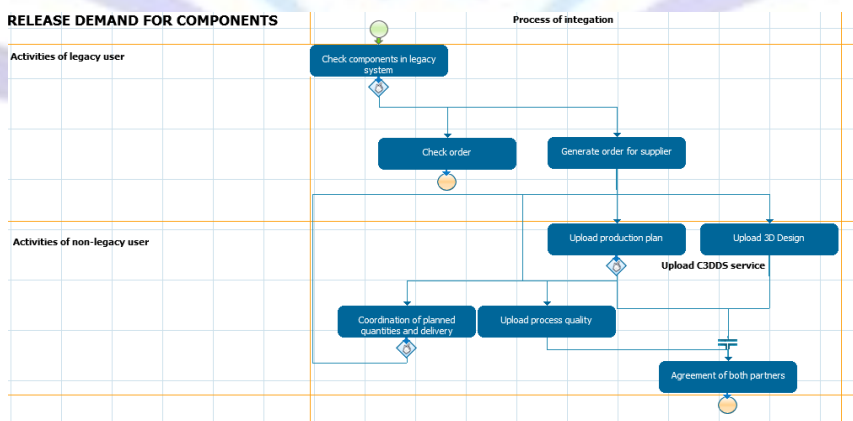 RELEASE DEMAND FOR COMPONENTS
Process of integation
Activities of legacy user
Check components in legacy
system
Check order
Generate order for supplier
Activities of non-legacy user
Upload production plan
Upload 3D Design
Upload C3DDS service
Coordination of planned
quantities and delivery
Upload process quality
Agreement of both partners